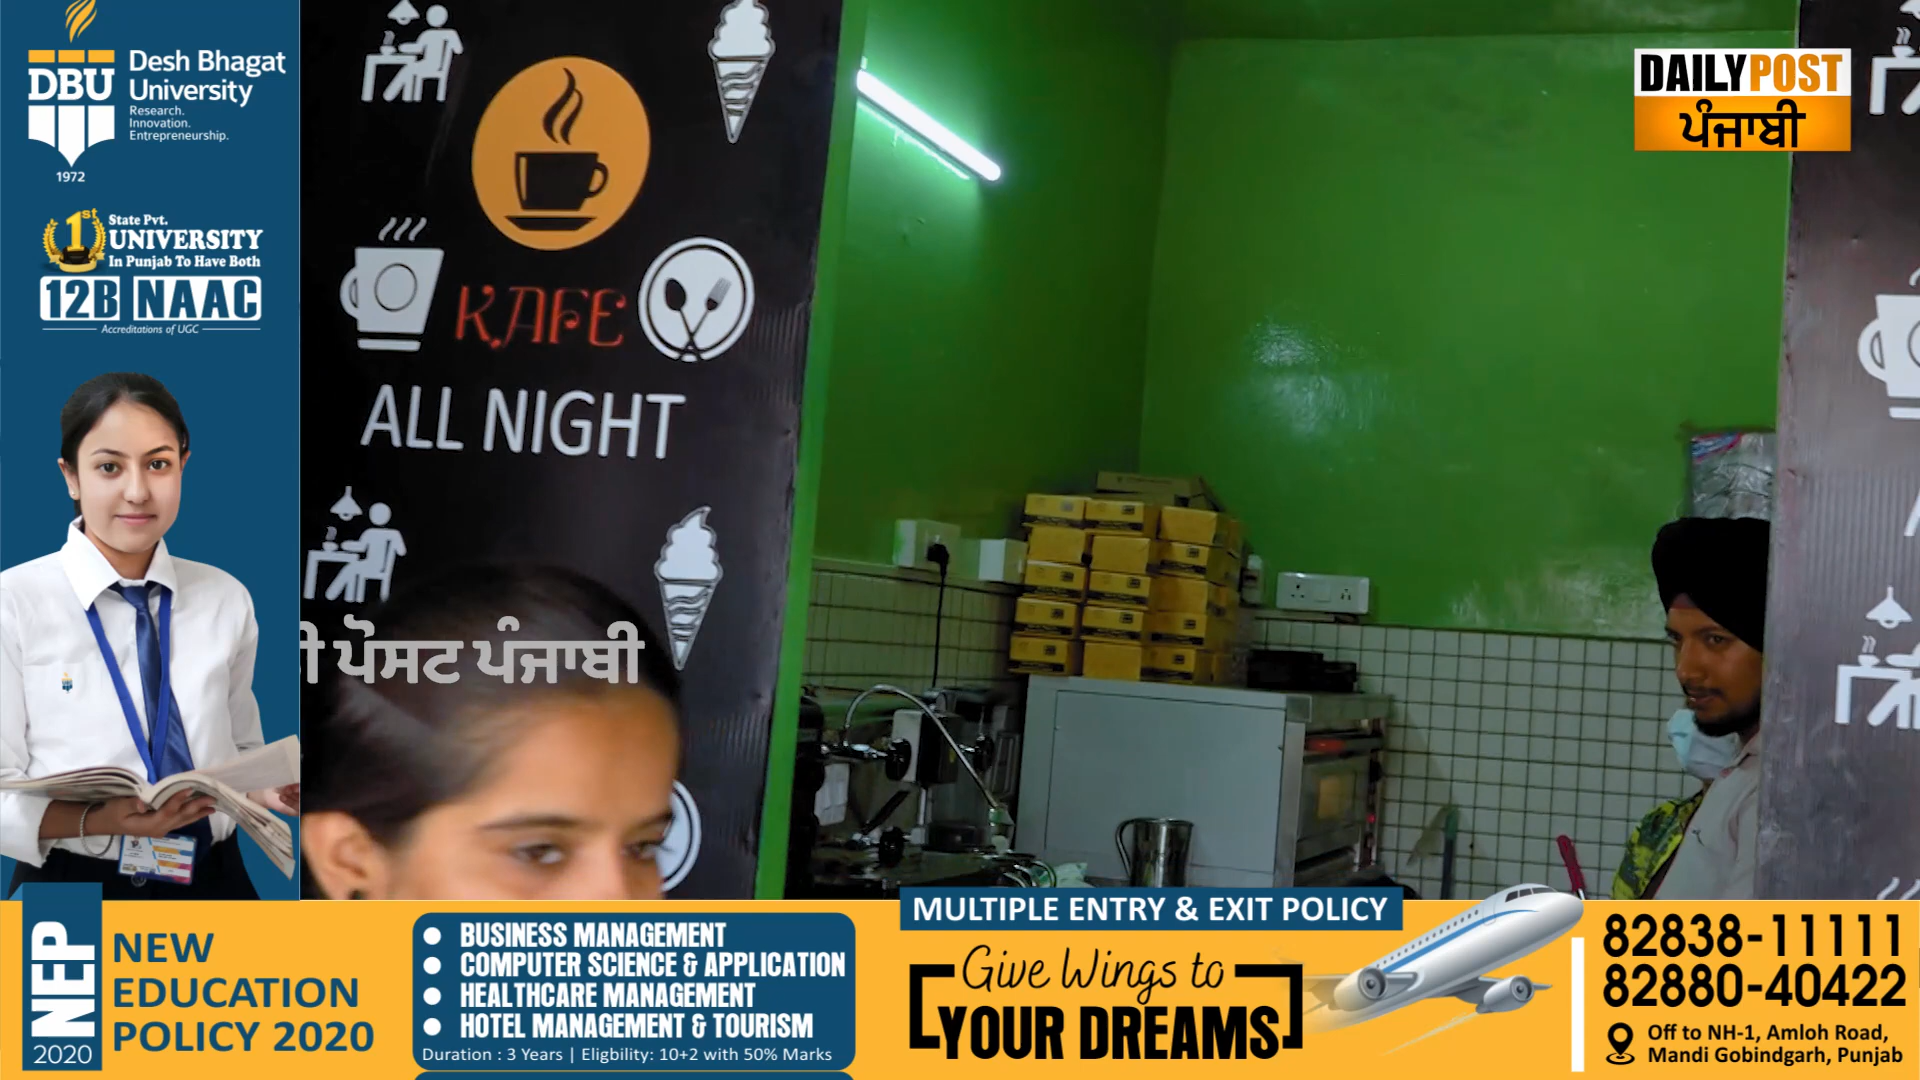 DBU
Desh Bhagat
University
Research.
Innovation.
Entrepreneurship.
1972
1st
State Pvt.
UNIVERSITY
In Punjab To Have Both
12B NAAC
Accreditations of UGC
KAFE
ALL NIGHT
DAILYPOST
ਪੰਜਾਬੀ
ਪੋਸਟ ਪੰਜਾਬੀ
NEP
2020
NEW
EDUCATION
POLICY 2020
BUSINESS MANAGEMENT
COMPUTER SCIENCE & APPLICATION
HEALTHCARE MANAGEMENT
HOTEL MANAGEMENT & TOURISM
Duration : 3 Years | Eligbility: 10+2 with 50% Marks
MULTIPLE ENTRY & EXIT POLICY
Give Wings to
YOUR DREAMS
82838-11111
82880-40422
Off to NH-1, Amloh Road,
Mandi Gobindgarh, Punjab